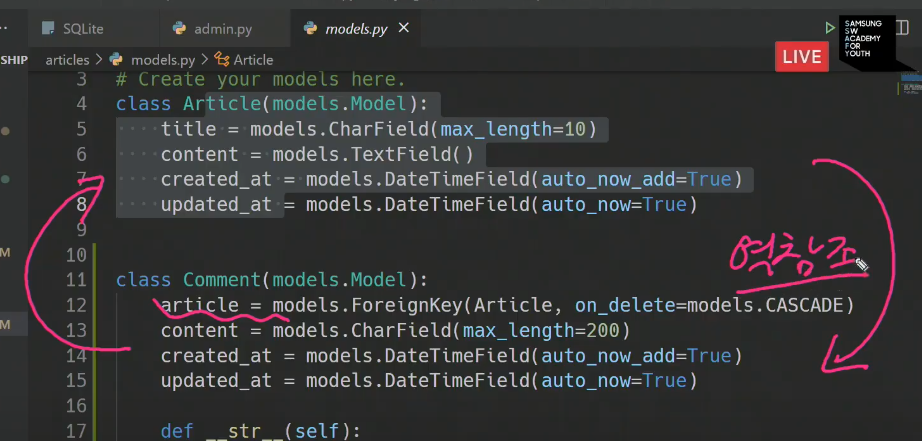 SQLite admin.py models.py
SHIP articles > models.py > Article
SAMSUNG
SW
ACADEMY
FOR
YOUTH
LIVE
3 # Create your models here.
4 class Article(models.Model):
5 title = models.CharField(max_length=10)
6 content = models.TextField()
7 created_at = models.DateTimeField(auto_now_add=True)
8 updated_at = models.DateTimeField(auto_now=True)
9
10
11 class Comment(models.Model):
역참조
12 article = models.ForeignKey(Article, on_delete=models.CASCADE)
M 13 content = models.CharField(max_length=200)
14 created_at = models.DateTimeField(auto_now_add=True)
15 updated_at = models.DateTimeField(auto_now=True)
16
17 def __str__(self):